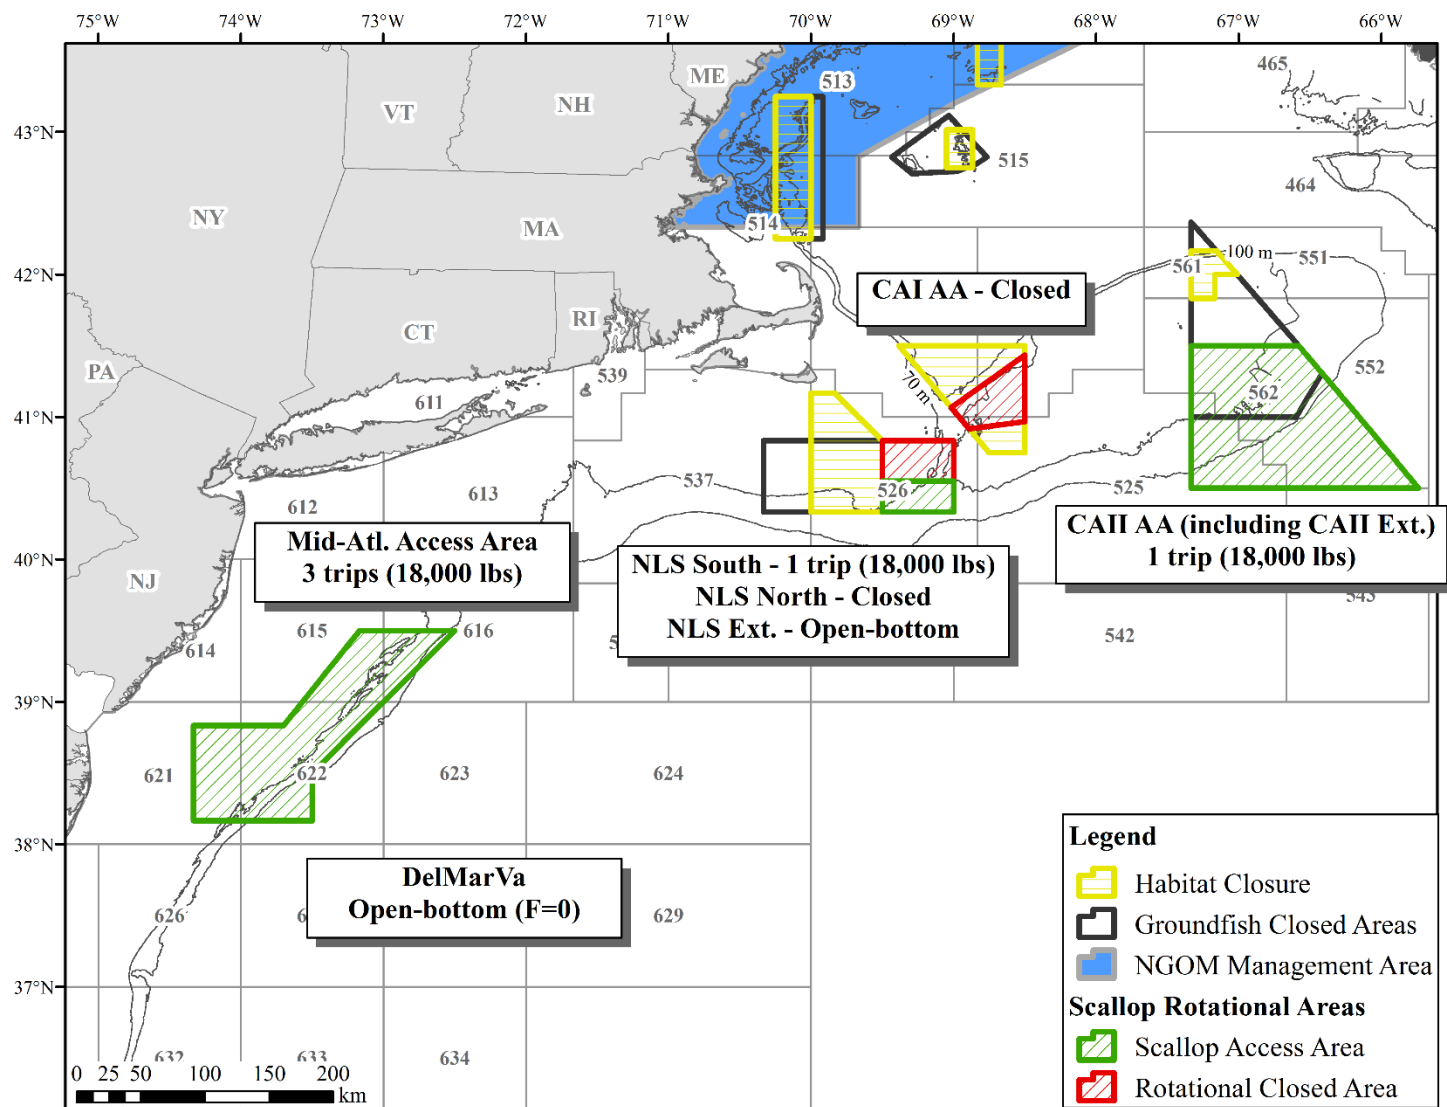 75°W 74°W 73°W 72°W 71°W 70°W 69°W 68°W 67°W 66°W
ME
513
465
VT
NH
43°N
515
464
NY
MA
514
42°N
100 m
551
561
CAI AA - Closed
RI
CT
PA
539
70 m
552
611
562
41°N
537
526
525
613
612
Mid-Atl. Access Area
3 trips (18,000 lbs)
CAII AA (including CAII Ext.)
1 trip (18,000 lbs)
NLS South - 1 trip (18,000 lbs)
NLS North - Closed
NLS Ext. - Open-bottom
40°N
NJ
543
615
616
542
614
39°N
621
622
623
624
38°N
DelMarVa
Open-bottom (F=0)
626
629
37°N
632
633
634
0 25 50 100 150 200
km
Legend
Habitat Closure
Groundfish Closed Areas
NGOM Management Area
Scallop Rotational Areas
Scallop Access Area
Rotational Closed Area